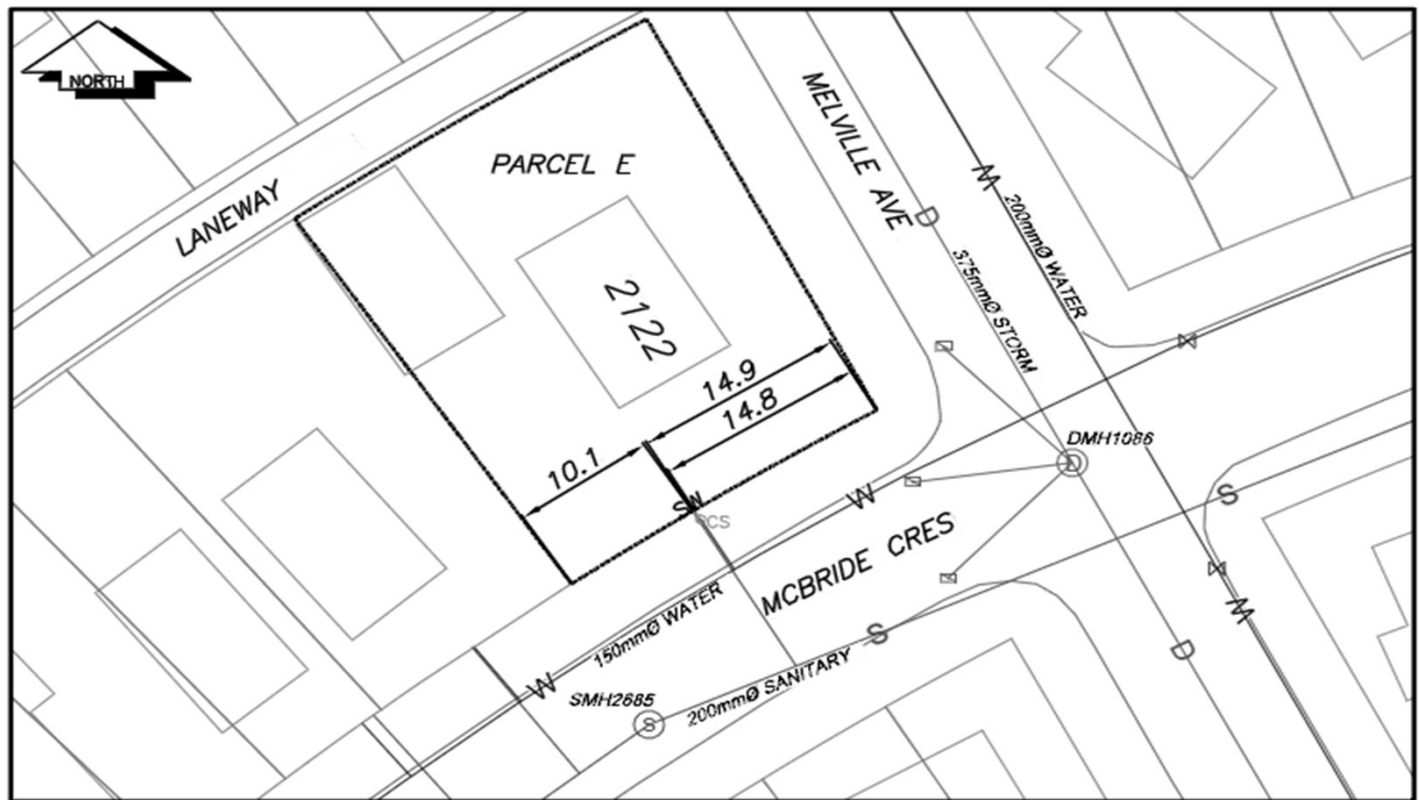 NORTH
LANEWAY
PARCEL E
2122
MELVILLE AVE
D
W
200mmØ WATER
375mmØ STORM
14.9
14.8
10.1
SW
CS
DMH1086
D
W
S
MCBRIDE CRES
150mmØ WATER
S
W
D
W
SMH2685
S
200mmØ SANITARY